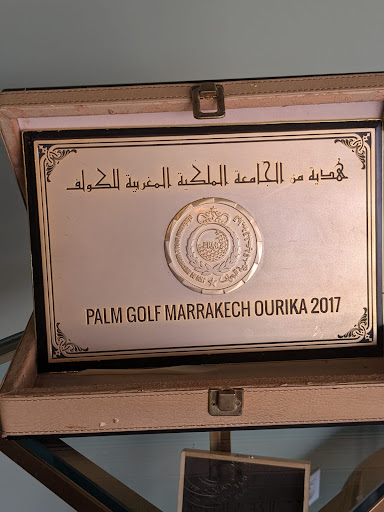 هدية من الجامعة الملكية المغربية للكولف
PALM GOLF MARRAKECH OURIKA 2017